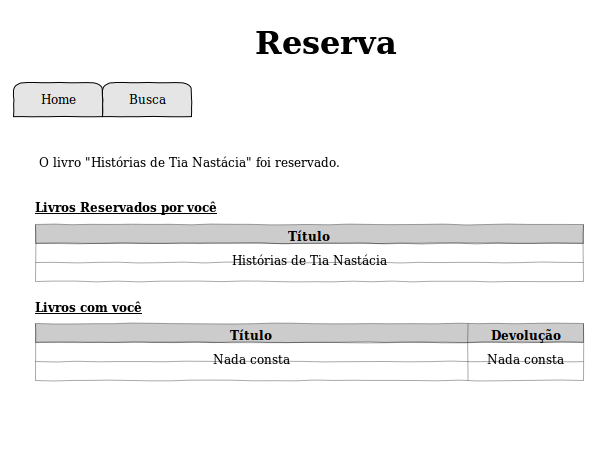 Reserva
Home Busca
O livro "Histórias de Tia Nastácia" foi reservado.
Livros Reservados por você
Título
Histórias de Tia Nastácia
Livros com você
Título Devolução
Nada consta Nada consta